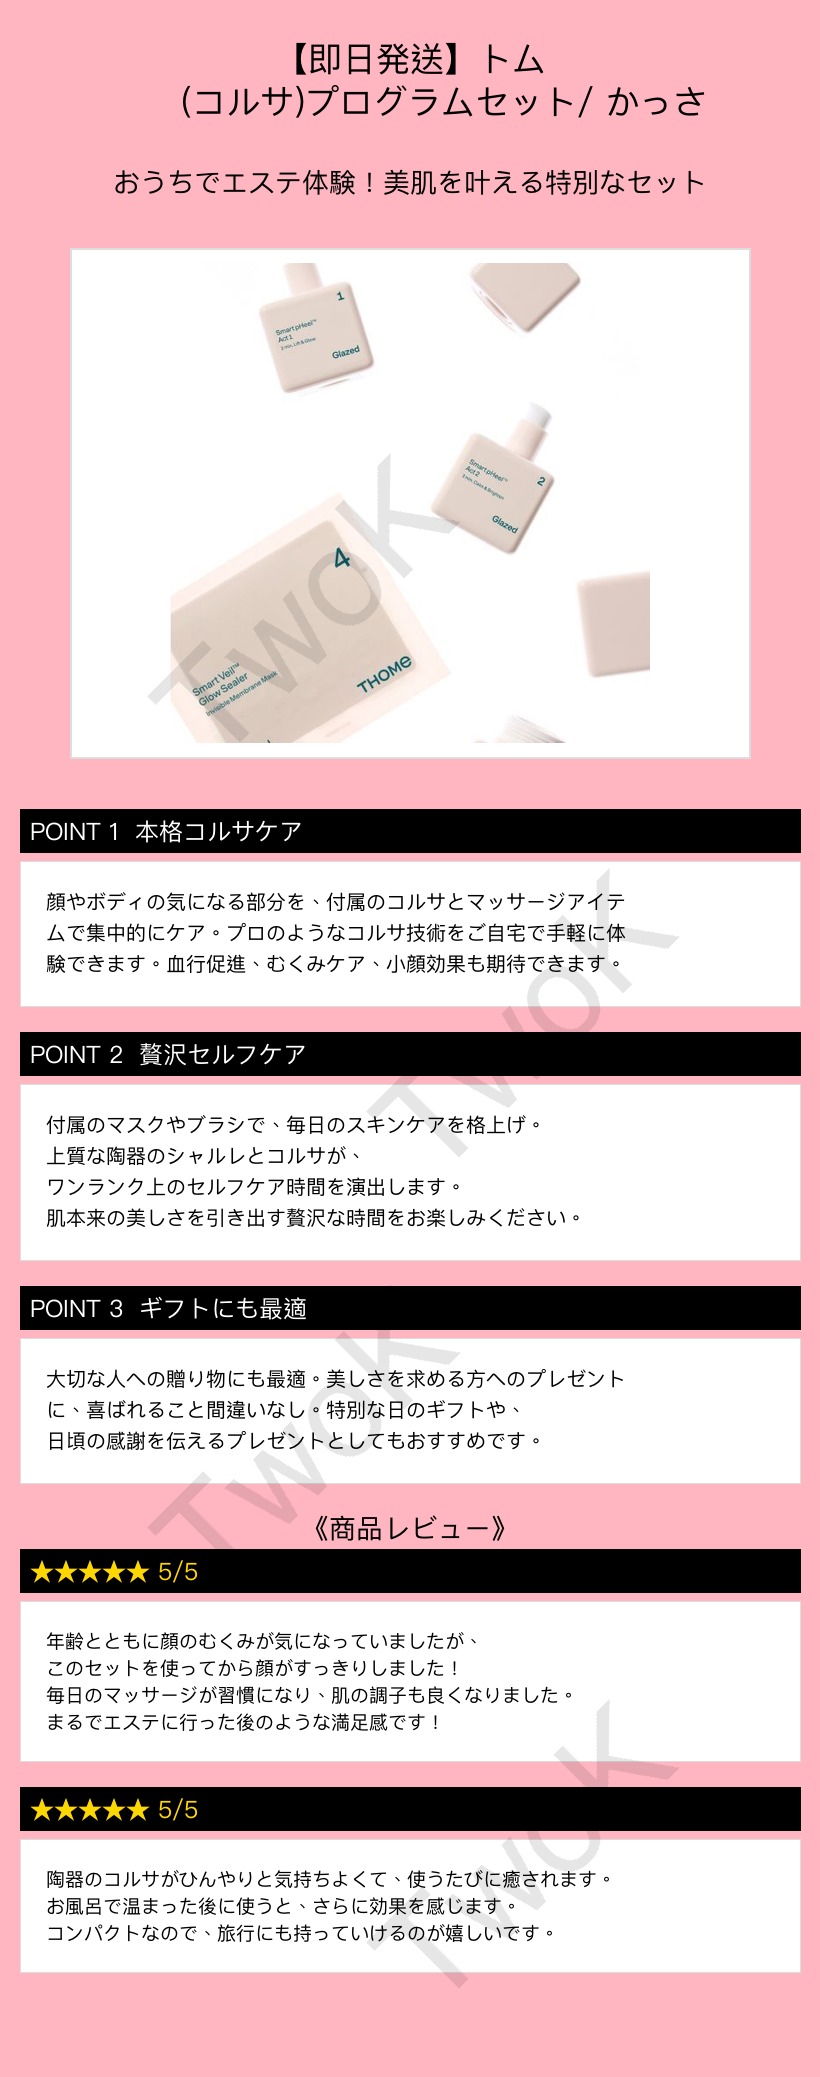 【即日発送】トム
(コルサ)プログラムセット/ かっさ
おうちでエステ体験！美肌を叶える特別なセット
1
Smart pHeel™
Act 1
2 min. Lift & Glow
Glazed
Smart pHeel™
Act 2
2
Glazed
4
Smart Veil™
Glow Sealer
Invisible Membrane Mask
THOME
TwoK
POINT 1 本格コルサケア
顔やボディの気になる部分を、付属のコルサとマッサージアイテ
ムで集中的にケア。プロのようなコルサ技術をご自宅で手軽に体
験できます。血行促進、むくみケア、小顔効果も期待できます。
TwoK
POINT 2 贅沢セルフケア
付属のマスクやブラシで、毎日のスキンケアを格上げ。
上質な陶器のシャルレとコルサが、
ワンランク上のセルフケア時間を演出します。
肌本来の美しさを引き出す贅沢な時間をお楽しみください。
POINT 3 ギフトにも最適
大切な人への贈り物にも最適。美しさを求める方へのプレゼント
に、喜ばれること間違いなし。特別な日のギフトや、
日頃の感謝を伝えるプレゼントとしてもおすすめです。
TwoK
《商品レビュー》
★★★★★ 5/5
年齢とともに顔のむくみが気になっていましたが、
このセットを使ってから顔がすっきりしました！
毎日のマッサージが習慣になり、肌の調子も良くなりました。
まるでエステに行った後のような満足感です！
★★★★★ 5/5
陶器のコルサがひんやりと気持ちよくて、使うたびに癒されます。
お風呂で温まった後に使うと、さらに効果を感じます。
コンパクトなので、旅行にも持っていけるのが嬉しいです。
TwoK